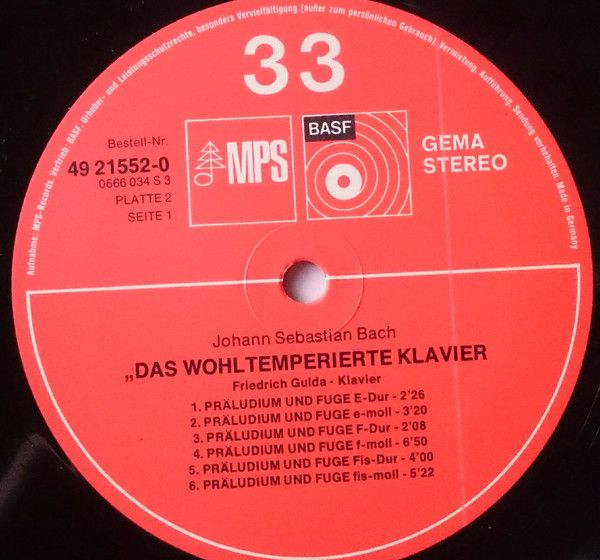 Aufnahme: MPS-Records. Vertrieb: BASF. Urheber- und Leistungsschutzrechte, besonders Vervielfältigung (außer zum persönlichen Gebrauch), Vermietung, Aufführung, Sendung vorbehalten. Made in Germany
33
Bestell-Nr.
49 21552-0
0666 034 S 3
PLATTE 2
SEITE 1
MPS
BASF
GEMA
STEREO
Johann Sebastian Bach
„DAS WOHLTEMPERIERTE KLAVIER
Friedrich Gulda - Klavier
1. PRÄLUDIUM UND FUGE E-Dur - 2'26
2. PRÄLUDIUM UND FUGE e-moll - 3'20
3. PRÄLUDIUM UND FUGE F-Dur - 2'08
4. PRÄLUDIUM UND FUGE f-moll - 6'50
5. PRÄLUDIUM UND FUGE Fis-Dur - 4'00
6. PRÄLUDIUM UND FUGE fis-moll - 5'22